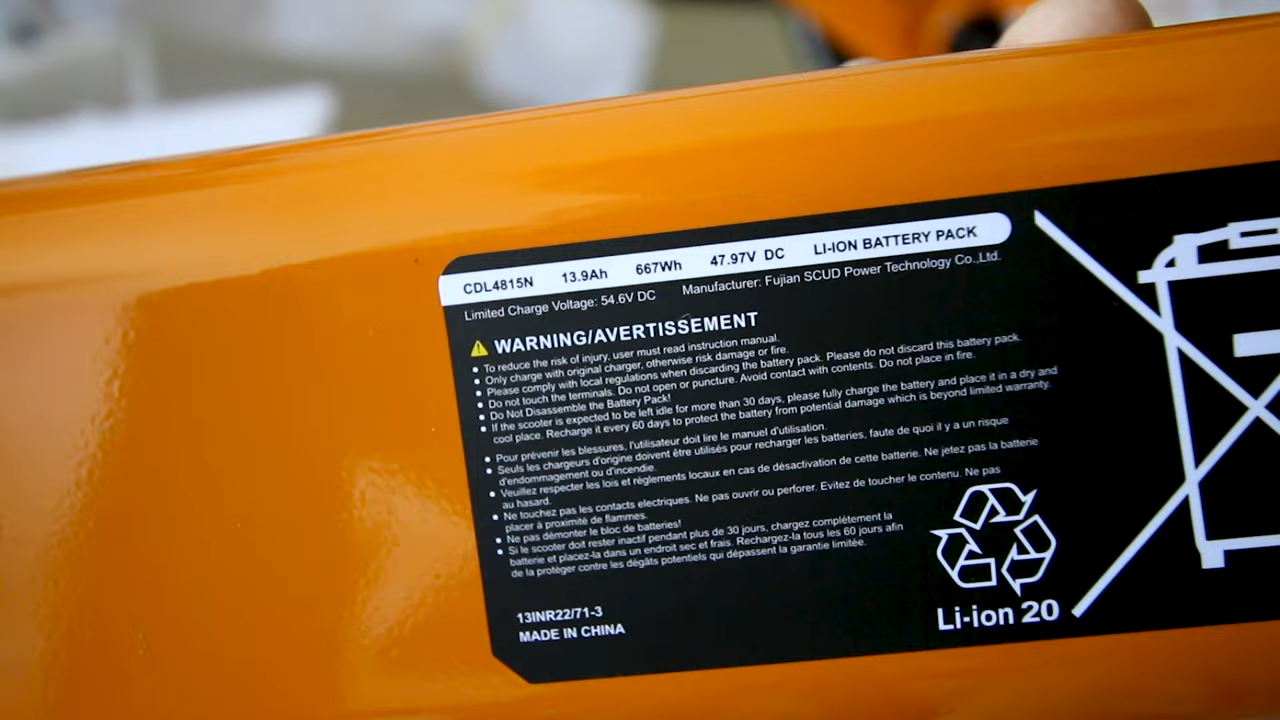 CDL4815N 13.9Ah 667Wh 47.97V DC LI-ION BATTERY PACK
Limited Charge Voltage: 54.6V DC Manufacturer: Fujian SCUD Power Technology Co.,Ltd.
WARNING/AVERTISSEMENT
• To reduce the risk of injury, user must read instruction manual.
• Only charge with original charger, otherwise risk damage or fire.
• Please comply with local regulations when discarding the battery pack. Please do not discard this battery pack.
• Do not touch the terminals. Do not open or puncture. Avoid contact with contents. Do not place in fire.
• Do Not Disassemble the Battery Pack!
• If the scooter is expected to be left idle for more than 30 days, please fully charge the battery and place it in a dry and
cool place. Recharge it every 60 days to protect the battery from potential damage which is beyond limited warranty.
• Pour prévenir les blessures, l'utilisateur doit lire le manuel d'utilisation.
• Seuls les chargeurs d'origine doivent être utilisés pour recharger les batteries, faute de quoi il y a un risque
d'endommagement ou d'incendie.
• Veuillez respecter les lois et règlements locaux en cas de désactivation de cette batterie. Ne jetez pas la batterie
au hasard.
• Ne touchez pas les contacts electriques. Ne pas ouvrir ou perforer. Evitez de toucher le contenu. Ne pas
placer à proximité de flammes.
• Ne pas démonter le bloc de batteries!
• Si le scooter doit rester inactif pendant plus de 30 jours, chargez complètement la
batterie et placez-la dans un endroit sec et frais. Rechargez-la tous les 60 jours afin
de la protéger contre les dégâts potentiels qui dépassent la garantie limitée.
13INR22/71-3
MADE IN CHINA
Li-ion 20